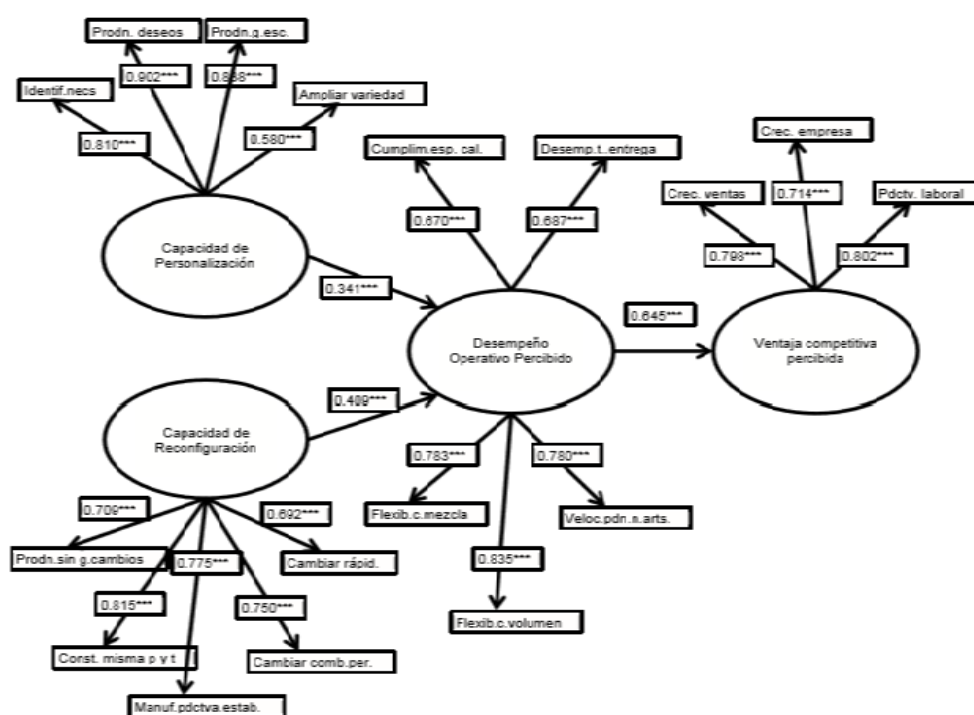 Prodn. deseos
Prodn.g.esc.
0.902***
Identif.necs
Ampliar variedad
0.810***
0.580***
Crec. empresa
Cumplim.esp. cal.
Desemp.t..entrega
Crec. ventas
0.714***
Pdctv. laboral
0.670***
0.687***
Capacidad de
Personalización
0.798***
0.802***
0.341***
0.645***
Desempeño
Operativo Percibido
Ventaja competitiva
percibida
Capacidad de
Reconfiguración
0.783***
0.780***
0.709***
0.692***
Flexib.c.mezcla
Veloc.pdn.n.arts.
Prodn.sin g.cambios
0.775***
Cambiar rápid.
0.835***
0.815***
0.750***
Flexib.c.volumen
Const. misma p y t
Cambiar comb.per.
Manuf.pdctva.estab.